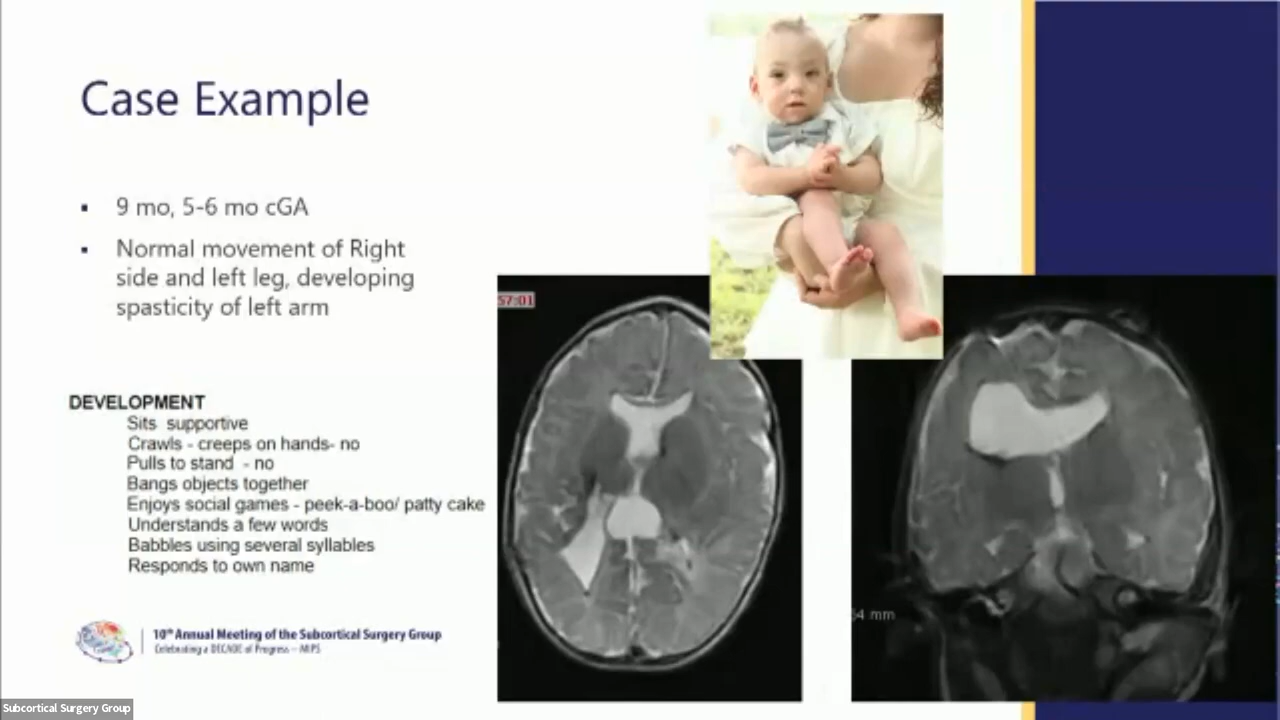 Case Example
▪ 9 mo, 5-6 mo cGA
▪ Normal movement of Right
side and left leg, developing
spasticity of left arm
DEVELOPMENT
Sits supportive
Crawls - creeps on hands- no
Pulls to stand - no
Bangs objects together
Enjoys social games - peek-a-boo/ patty cake
Understands a few words
Babbles using several syllables
Responds to own name
10th Annual Meeting of the Subcortical Surgery Group
Celebrating a DECADE of Progress – MIPS
57:01
54 mm
Subcortical Surgery Group